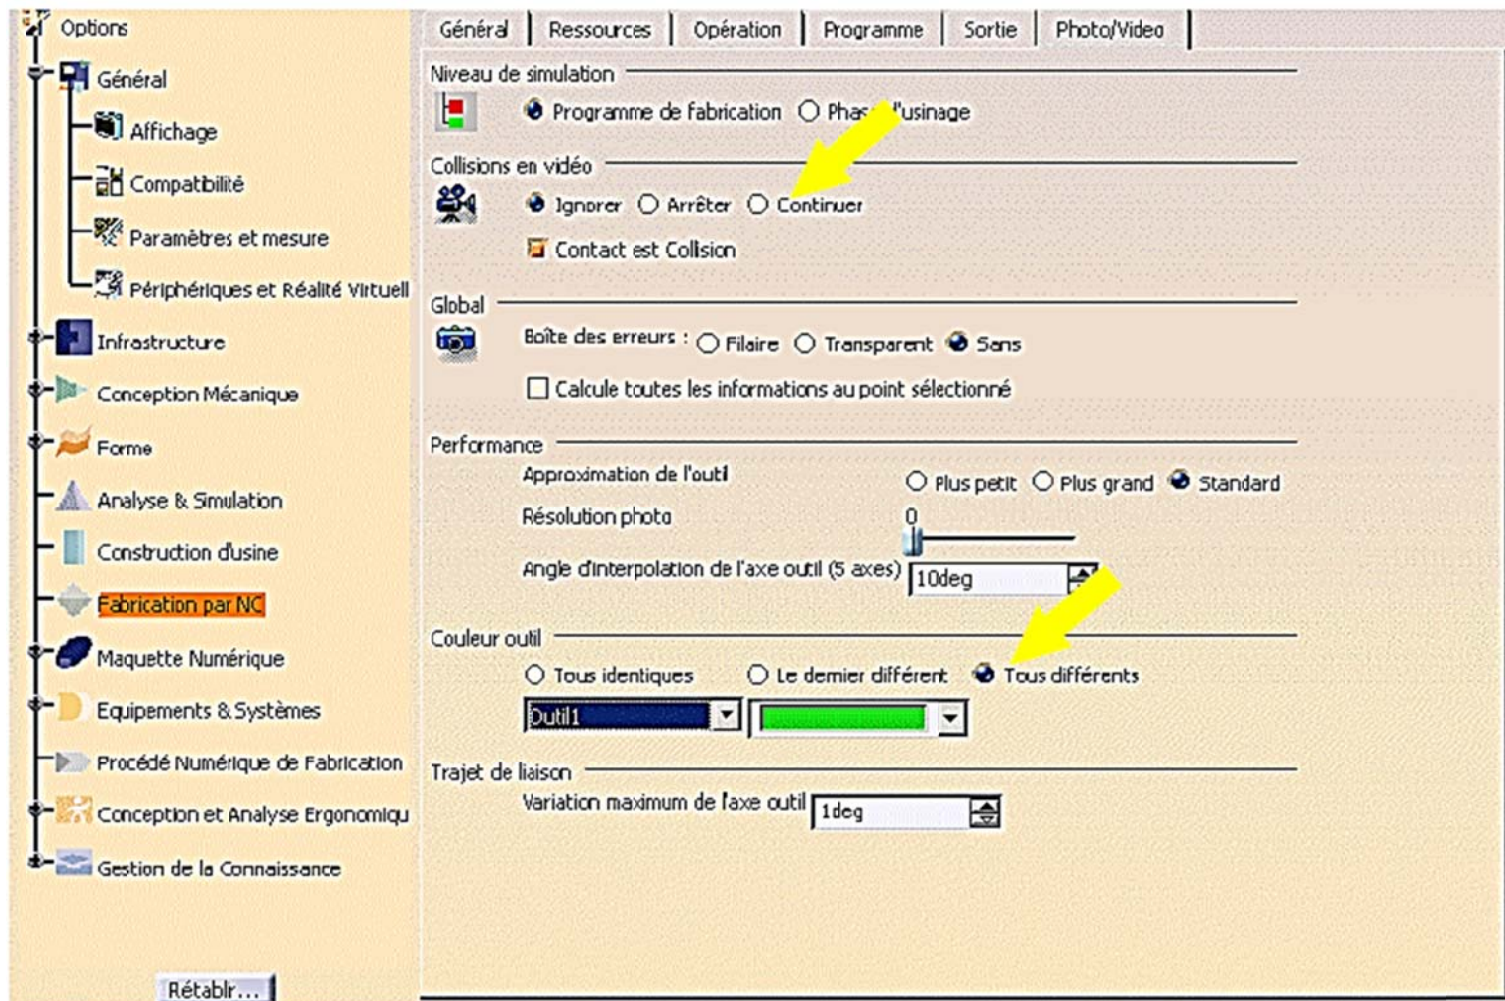 Options
Général
Affichage
Compatibilité
Paramètres et mesure
Périphériques et Réalité Virtuell
Infrastructure
Conception Mécanique
Forme
Analyse & Simulation
Construction d'usine
Fabrication par NC
Maquette Numérique
Equipements & Systèmes
Procédé Numérique de Fabrication
Conception et Analyse Ergonomiqu
Gestion de la Connaissance
Rétablir...
Général Ressources Opération Programme Sortie Photo/Video
Niveau de simulation
Programme de fabrication Phase d'usinage
Collisions en vidéo
Ignorer Arrêter Continuer
Contact est Collision
Global
Boîte des erreurs : Filaire Transparent Sans
Calcule toutes les informations au point sélectionné
Performance
Approximation de l'outil Plus petit Plus grand Standard
Résolution photo 0
Angle d'interpolation de l'axe outil (5 axes) 10deg
Couleur outil
Tous identiques Le dernier différent Tous différents
Outil1
Trajet de liaison
Variation maximum de l'axe outil 1deg